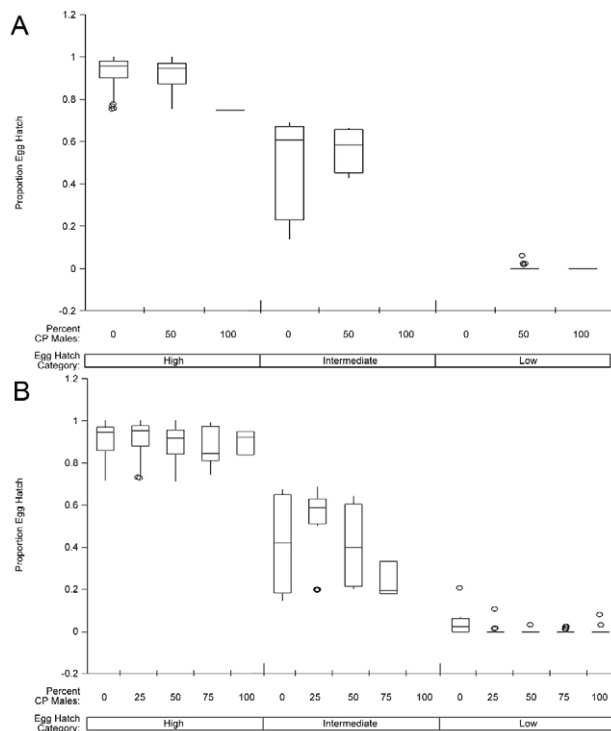 A
1.2
1
0.8
0.6
0.4
0.2
0
-0.2
Proportion Egg Hatch
Percent CP Males: 0 50 100 0 50 100 0 50 100
Egg Hatch Category: High Intermediate Low
B
1.2
1
0.8
0.6
0.4
0.2
0
-0.2
Proportion Egg Hatch
Percent CP Males: 0 25 50 75 100 0 25 50 75 100 0 25 50 75 100
Egg Hatch Category: High Intermediate Low